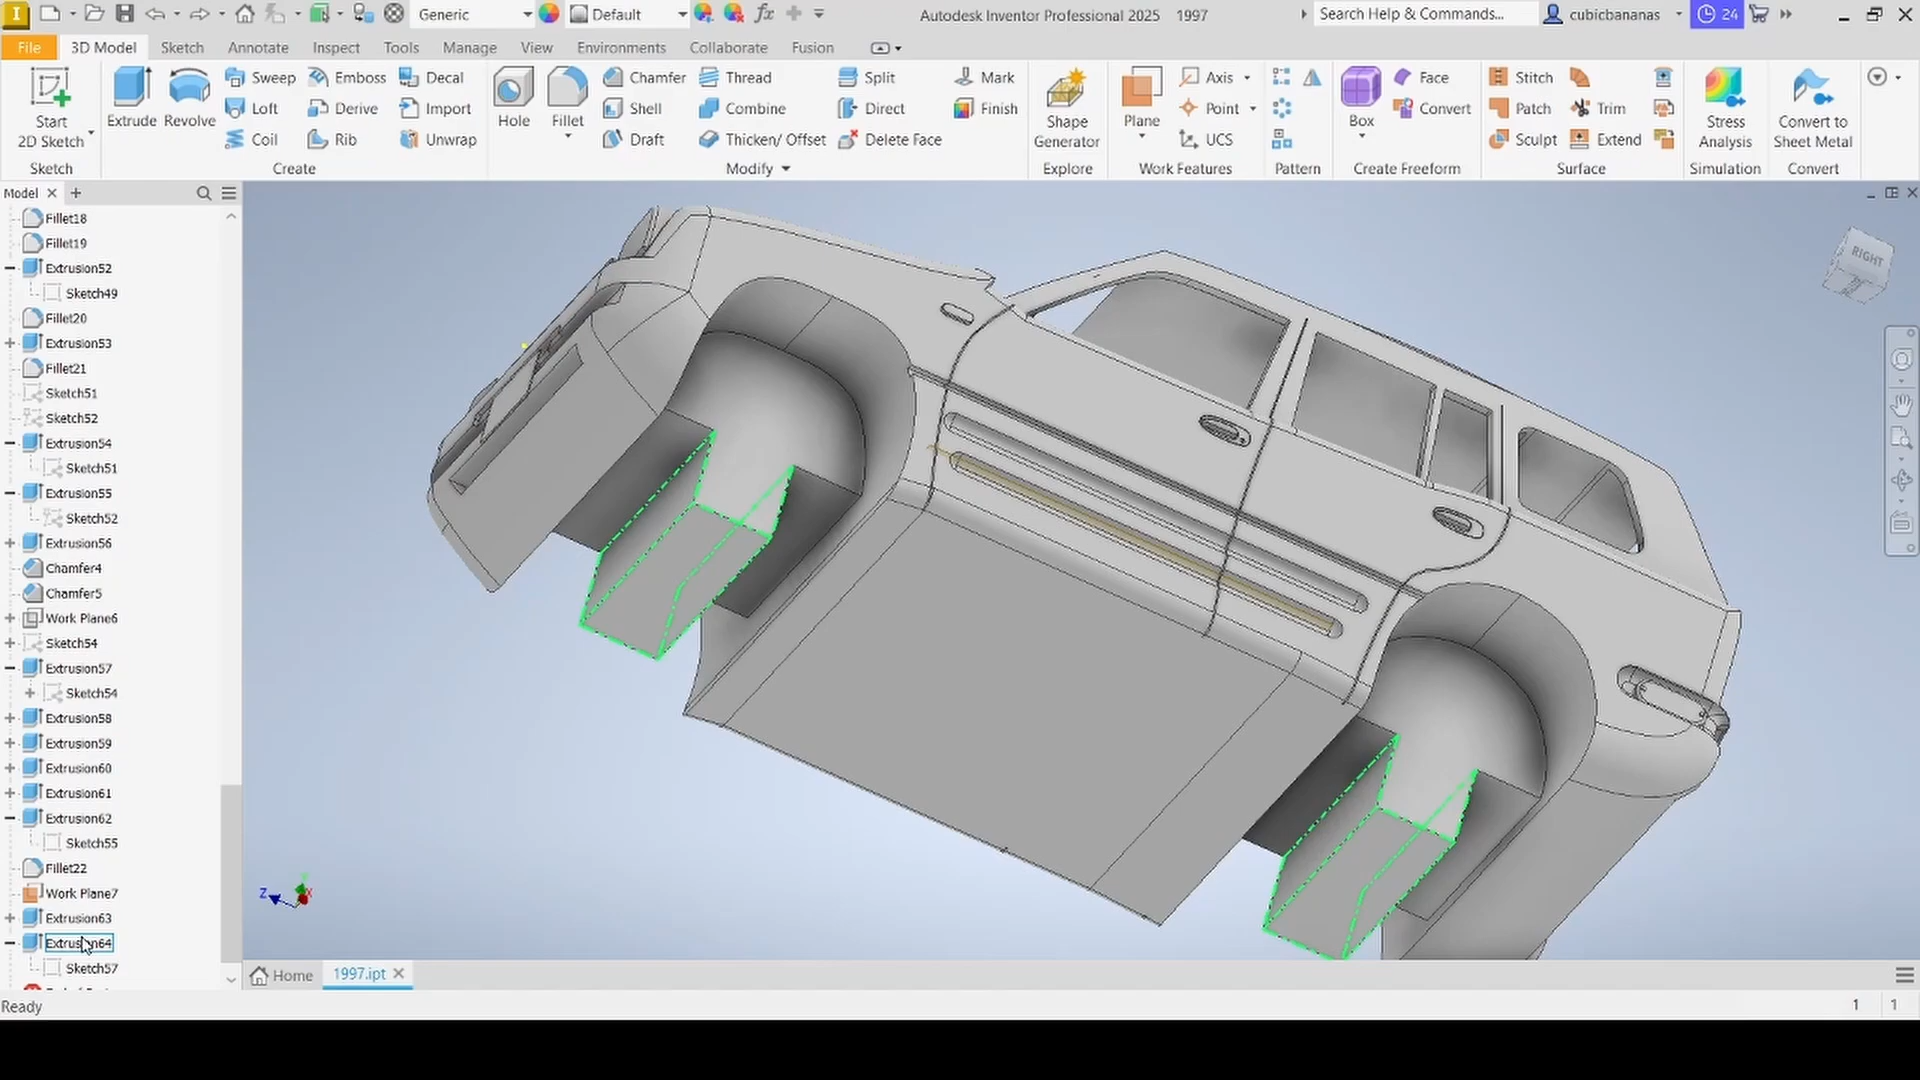 I
Generic
Default
fx
Autodesk Inventor Professional 2025 1997
Search Help & Commands...
cubicbananas
24
File
3D Model
Sketch
Annotate
Inspect
Tools
Manage
View
Environments
Collaborate
Fusion
Start
2D Sketch
Sketch
Extrude
Revolve
Sweep
Loft
Coil
Emboss
Derive
Rib
Decal
Import
Unwrap
Create
Hole
Fillet
Chamfer
Shell
Draft
Thread
Combine
Thicken/ Offset
Split
Direct
Delete Face
Mark
Finish
Modify
Shape
Generator
Explore
Plane
Axis
Point
UCS
Work Features
Pattern
Box
Face
Convert
Create Freeform
Stitch
Patch
Sculpt
Trim
Extend
Surface
Stress
Analysis
Simulation
Convert to
Sheet Metal
Convert
Model
Fillet18
Fillet19
Extrusion52
Sketch49
Fillet20
Extrusion53
Fillet21
Sketch51
Sketch52
Extrusion54
Sketch51
Extrusion55
Sketch52
Extrusion56
Chamfer4
Chamfer5
Work Plane6
Sketch54
Extrusion57
Sketch54
Extrusion58
Extrusion59
Extrusion60
Extrusion61
Extrusion62
Sketch55
Fillet22
Work Plane7
Extrusion63
Extrusion64
Sketch57
RIGHT
Z
Home
1997.ipt
Ready
1 1